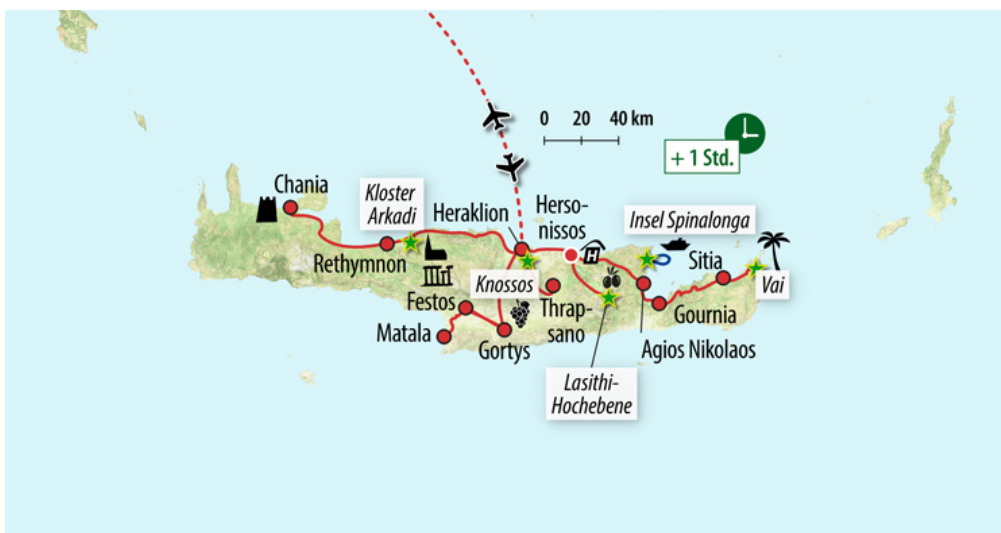 0 20 40 km
+ 1 Std.
Chania
Kloster
Arkadi
Heraklion
Herso-
nissos
H
Insel Spinalonga
Rethymnon
Knossos
Sitia
Vai
Festos
Thrap-
sano
Gournia
Matala
Gortys
Agios Nikolaos
Lasithi-
Hochebene